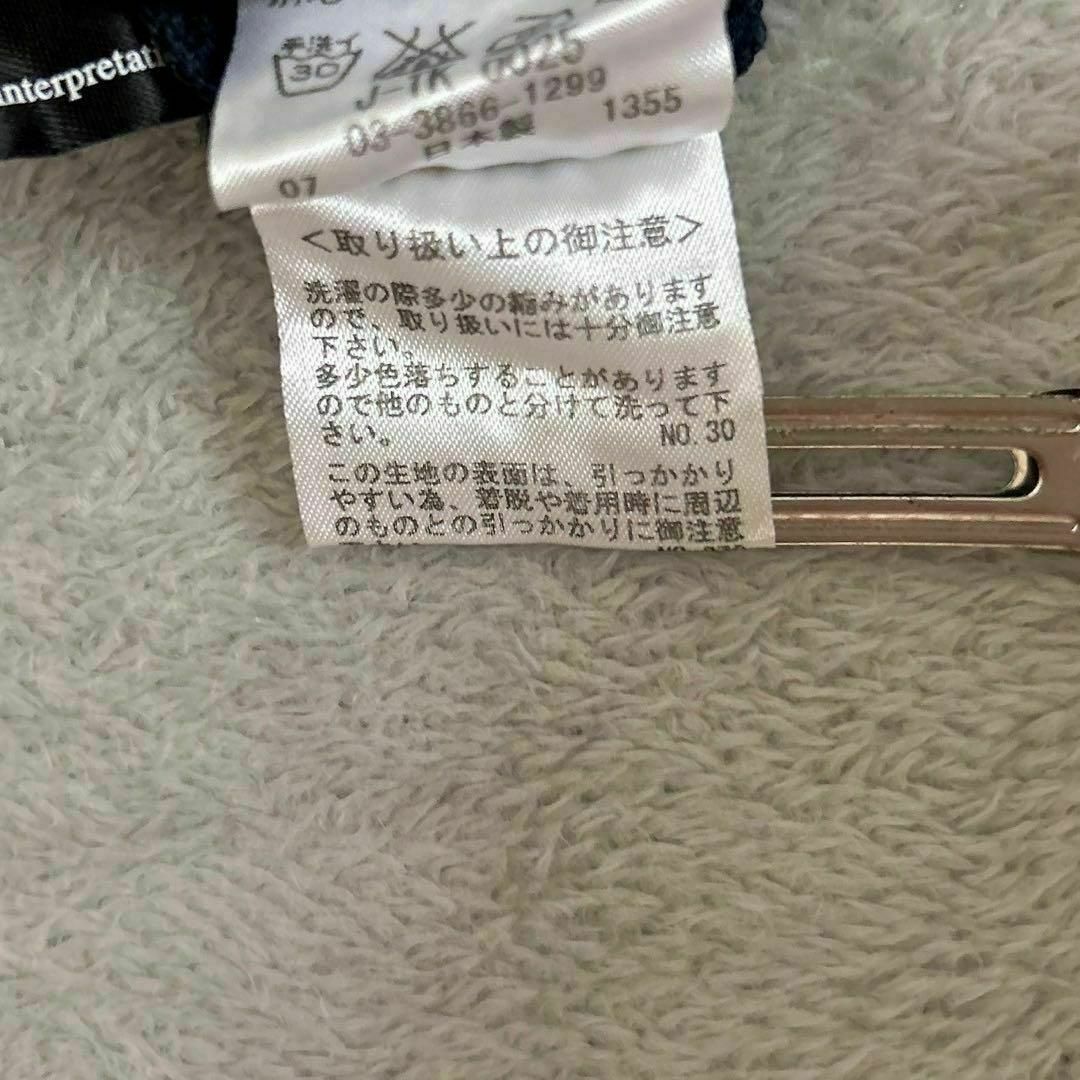 interpretati
手洗イ
30
03-3866-1299
日本製
1355
07
<取り扱い上の御注意>
洗濯の際多少の縮みがあります
ので、取り扱いには十分御注意
下さい。
多少色落ちすることがあります
ので他のものと分けて洗って下
さい。 NO.30
この生地の表面は、引っかかり
やすい為、着脱や着用時に周辺
のものとの引っかかりに御注意